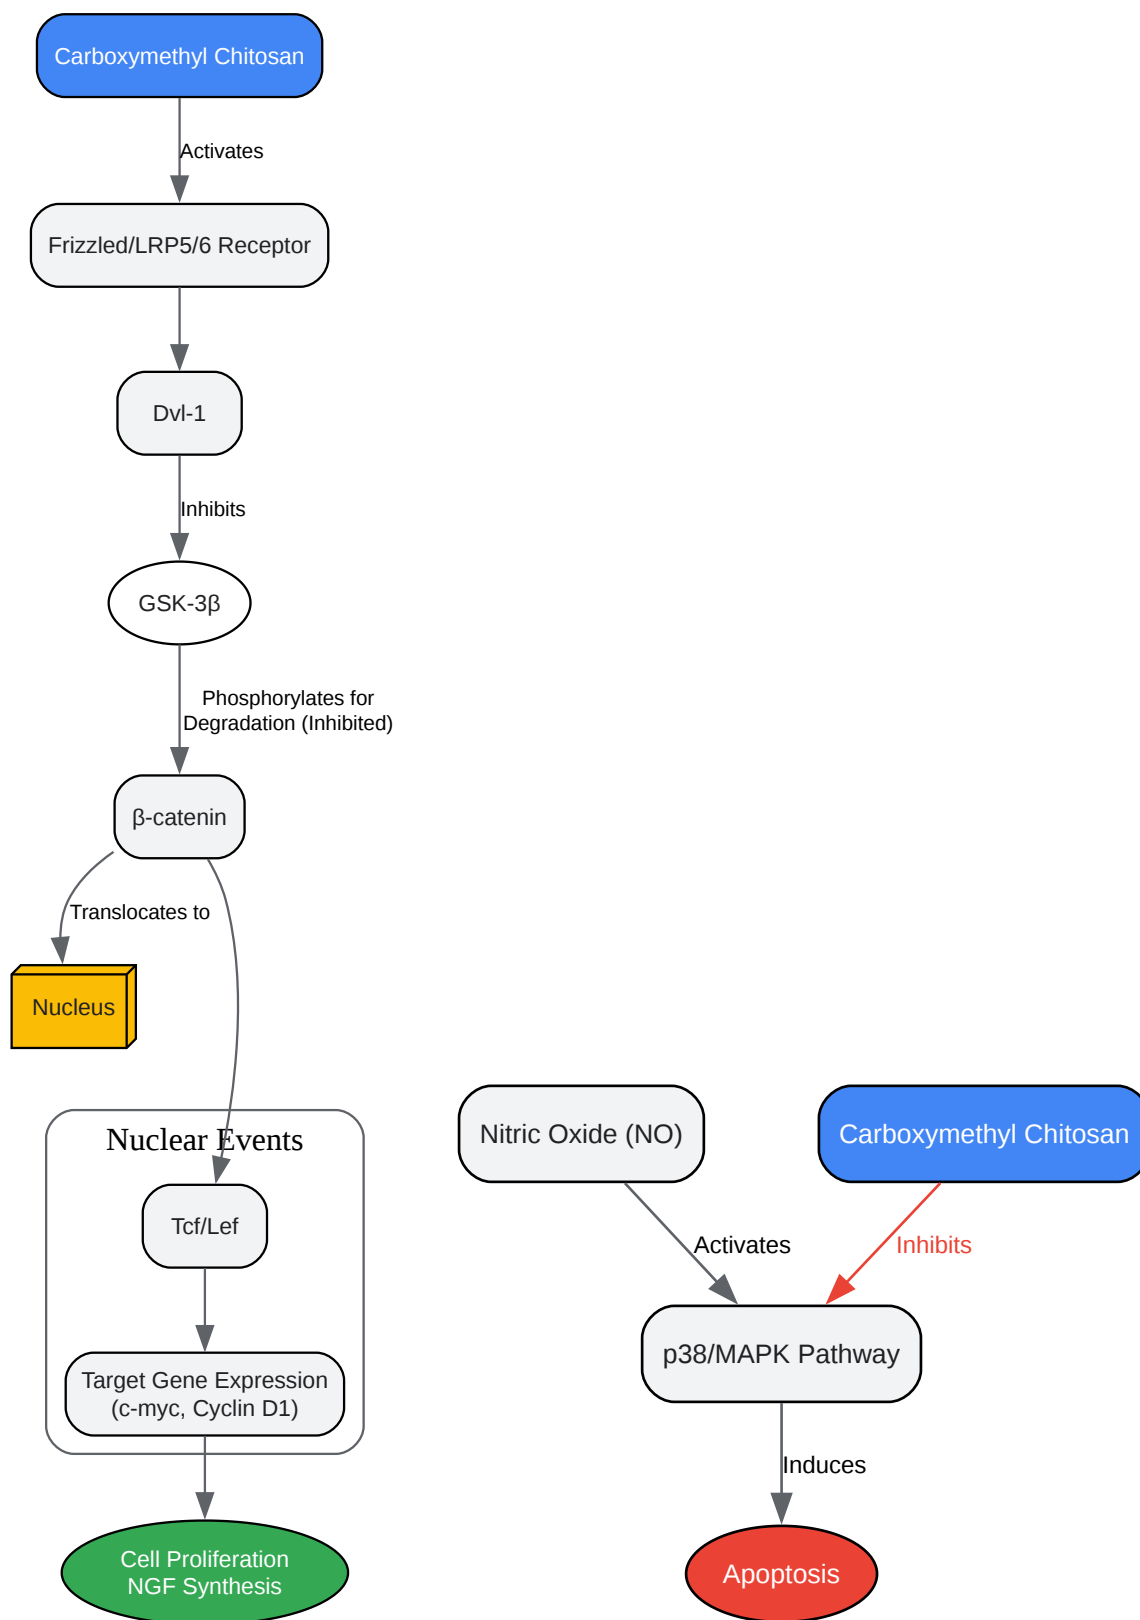 Carboxymethyl Chitosan
Activates
Frizzled/LRP5/6 Receptor
Dvl-1
Inhibits
GSK-3β
Phosphorylates for
Degradation (Inhibited)
β-catenin
Translocates to
Nucleus
Nuclear Events
Tcf/Lef
Target Gene Expression
(c-myc, Cyclin D1)
Cell Proliferation
NGF Synthesis
Nitric Oxide (NO)
Carboxymethyl Chitosan
Activates
Inhibits
p38/MAPK Pathway
Induces
Apoptosis